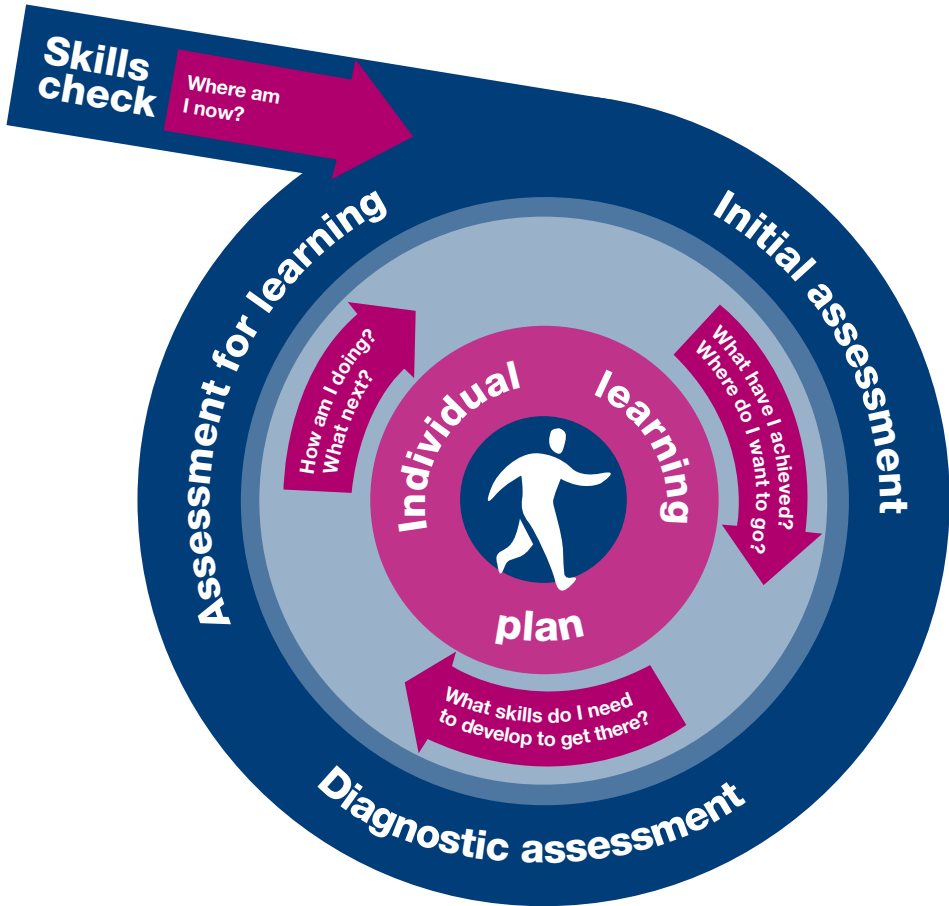 Skills
check
Where am
I now?
Initial assessment
What have I achieved?
Where do I want to go?
Diagnostic assessment
What skills do I need
to develop to get there?
Assessment for learning
How am I doing?
What next?
Individual learning
plan